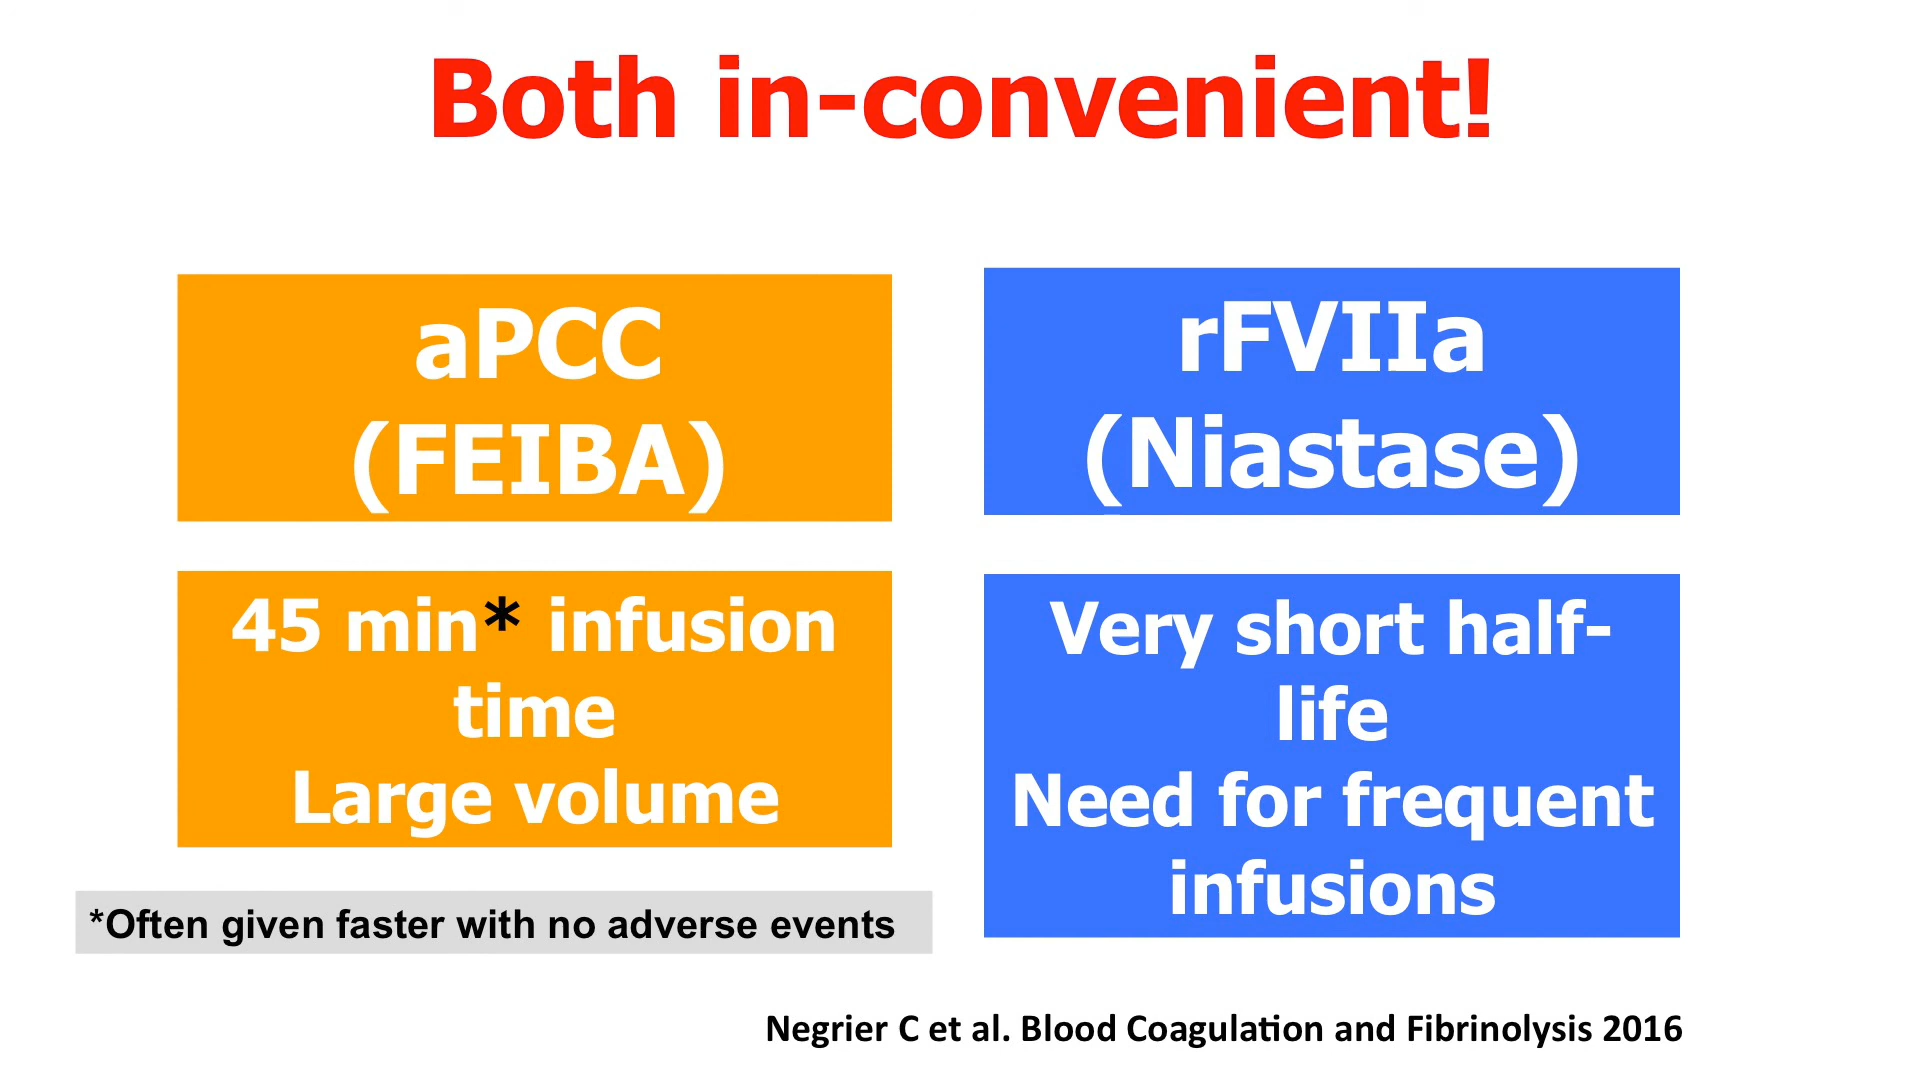 Both in-convenient!
aPCC
(FEIBA)
45 min* infusion
time
Large volume
*Often given faster with no adverse events
rFVIIa
(Niastase)
Very short half-
life
Need for frequent
infusions
Negrier C et al. Blood Coagulation and Fibrinolysis 2016